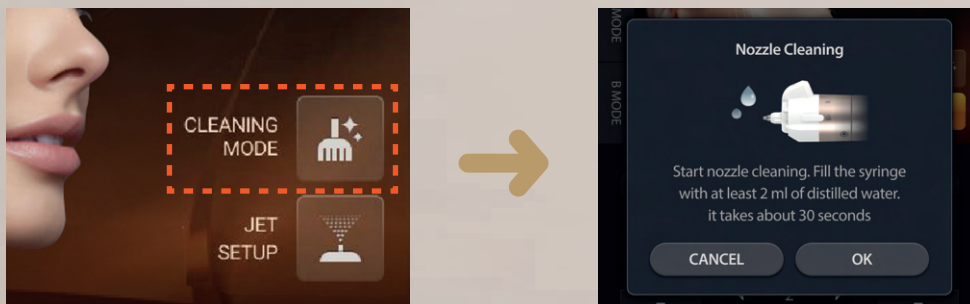 CLEANING
MODE
JET
SETUP
MODE
B MODE
Nozzle Cleaning
Start nozzle cleaning. Fill the syringe
with at least 2 ml of distilled water.
it takes about 30 seconds
CANCEL
OK
2